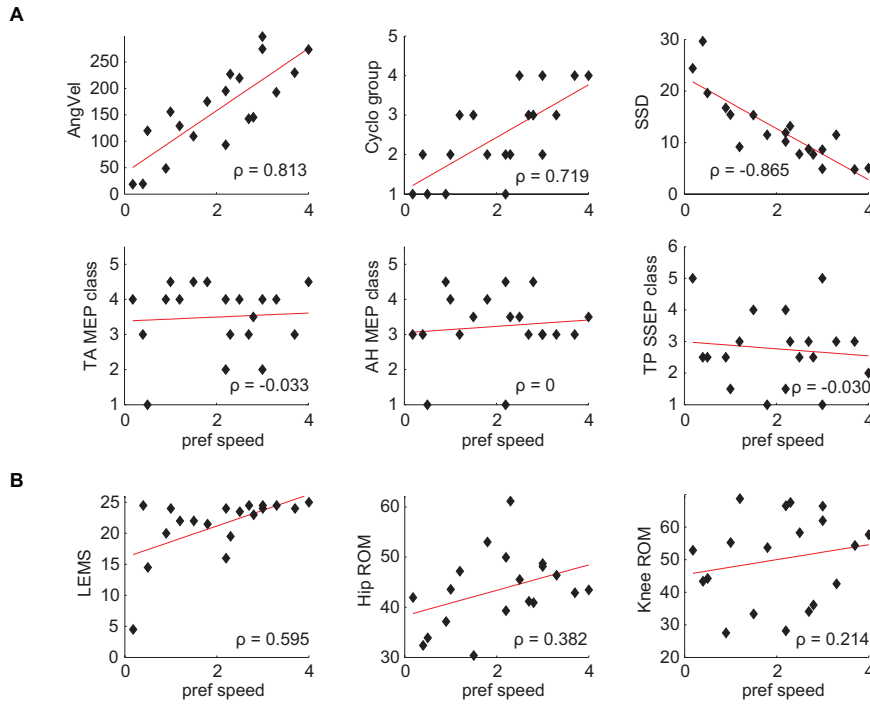 A
AngVel
250
200
150
100
50
0
0 2 4
ρ = 0.813
Cyclo group
5
4
3
2
1
0 2 4
ρ = 0.719
SSD
30
20
10
0
0 2 4
ρ = -0.865
TA MEP class
5
4
3
2
1
0 2 4
ρ = -0.033
pref speed
AH MEP class
5
4
3
2
1
0 2 4
ρ = 0
pref speed
TP SSEP class
6
5
4
3
2
1
0 2 4
ρ = -0.030
pref speed
B
LEMS
25
20
15
10
5
0
0 2 4
ρ = 0.595
pref speed
Hip ROM
60
50
40
30
0 2 4
ρ = 0.382
pref speed
Knee ROM
60
50
40
30
20
0 2 4
ρ = 0.214
pref speed